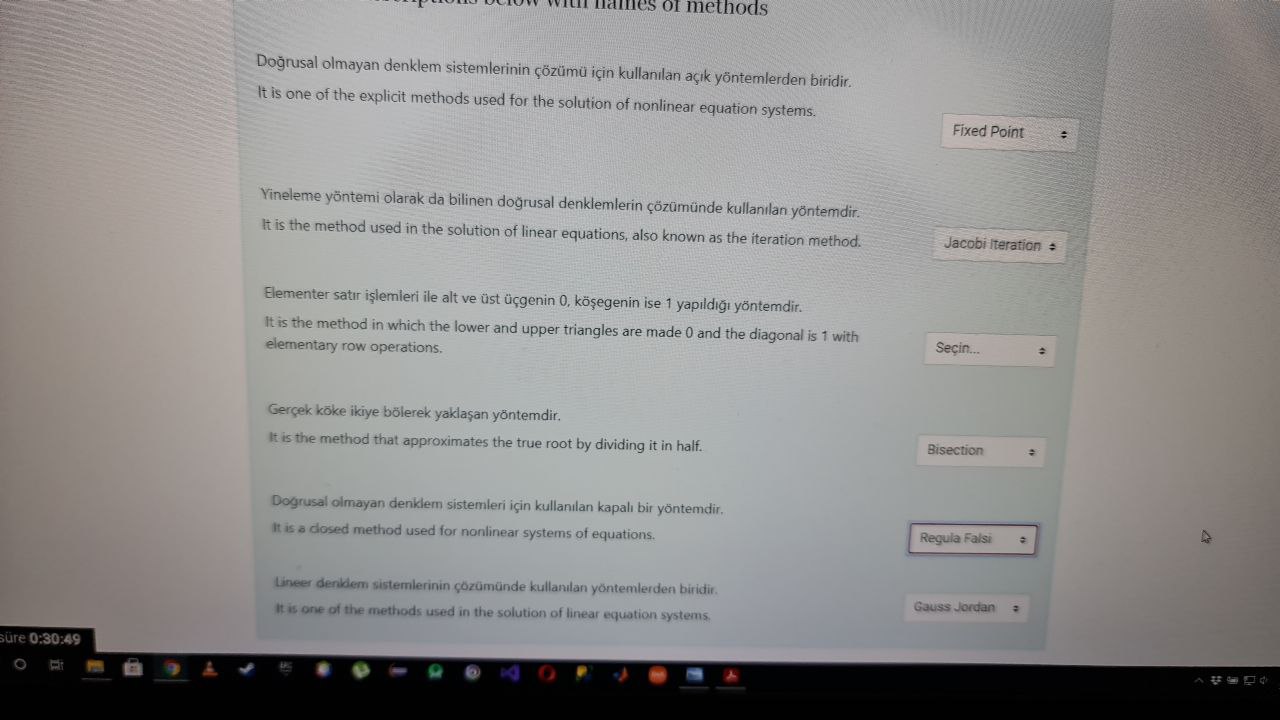 below with names of methods
Doğrusal olmayan denklem sistemlerinin çözümü için kullanılan açık yöntemlerden biridir.
It is one of the explicit methods used for the solution of nonlinear equation systems.
Fixed Point
Yineleme yöntemi olarak da bilinen doğrusal denklemlerin çözümünde kullanılan yöntemdir.
It is the method used in the solution of linear equations, also known as the iteration method.
Jacobi Iteration
Elementer satır işlemleri ile alt ve üst üçgenin 0, köşegenin ise 1 yapıldığı yöntemdir.
It is the method in which the lower and upper triangles are made 0 and the diagonal is 1 with
elementary row operations.
Seçin...
Gerçek köke ikiye bölerek yaklaşan yöntemdir.
It is the method that approximates the true root by dividing it in half.
Bisection
Doğrusal olmayan denklem sistemleri için kullanılan kapalı bir yöntemdir.
It is a closed method used for nonlinear systems of equations.
Regula Falsi
Lineer denklem sistemlerinin çözümünde kullanılan yöntemlerden biridir.
It is one of the methods used in the solution of linear equation systems.
Gauss Jordan
süre 0:30:49